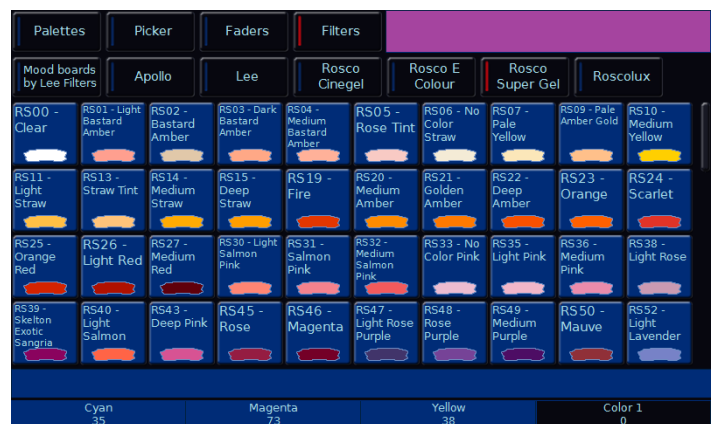 Palettes
Picker
Faders
Filters
Mood boards
by Lee Filters
Apollo
Lee
Rosco
Cinegel
Rosco E
Colour
Rosco
Super Gel
Roscolux
RS00 -
Clear
RS01 - Light
Bastard
Amber
RS02 -
Bastard
Amber
RS03 - Dark
Bastard
Amber
RS04 -
Medium
Bastard
Amber
RS05 -
Rose Tint
RS06 - No
Color
Straw
RS07 -
Pale
Yellow
RS09 - Pale
Amber Gold
RS10 -
Medium
Yellow
RS11 -
Light
Straw
RS13 -
Straw Tint
RS14 -
Medium
Straw
RS15 -
Deep
Straw
RS19 -
Fire
RS20 -
Medium
Amber
RS21 -
Golden
Amber
RS22 -
Deep
Amber
RS23 -
Orange
RS24 -
Scarlet
RS25 -
Orange
Red
RS26 -
Light Red
RS27 -
Medium
Red
RS30 - Light
Salmon
Pink
RS31 -
Salmon
Pink
RS32 -
Medium
Salmon
Pink
RS33 - No
Color Pink
RS35 -
Light Pink
RS36 -
Medium
Pink
RS38 -
Light Rose
RS39 -
Skelton
Exotic
Sangria
RS40 -
Light
Salmon
RS43 -
Deep Pink
RS45 -
Rose
RS46 -
Magenta
RS47 -
Light Rose
Purple
RS48 -
Rose
Purple
RS49 -
Medium
Purple
RS50 -
Mauve
RS52 -
Light
Lavender
Cyan
35
Magenta
73
Yellow
38
Color 1
0